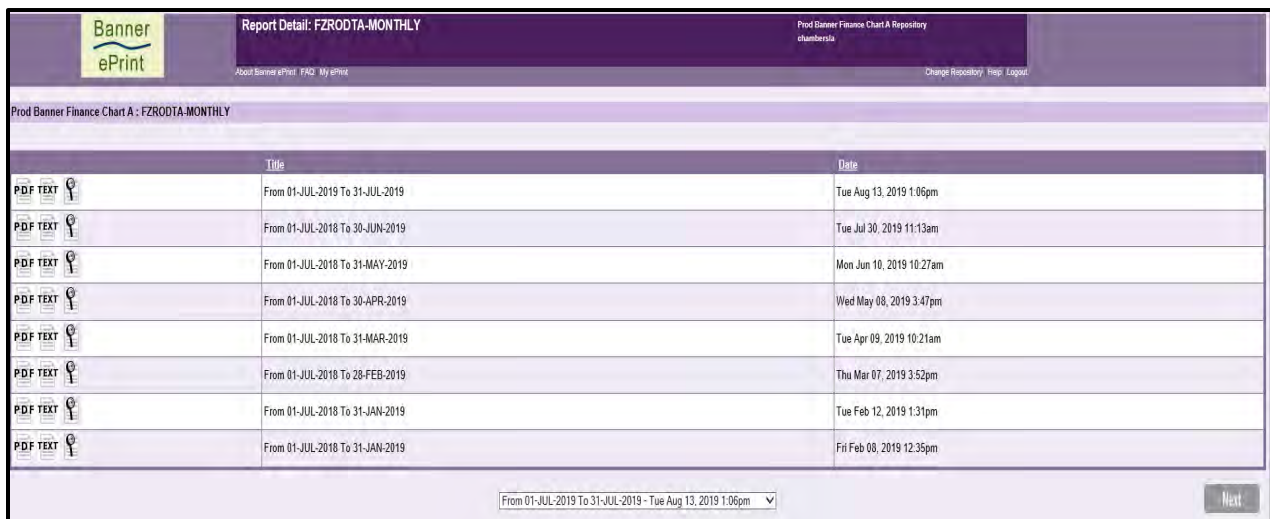 Banner
ePrint
Report Detail: FZRODTA-MONTHLY
Prod Banner Finance Chart A Repository
chambersla
About Banner ePrint FAQ My ePrint
Change Repository Help Logout
Prod Banner Finance Chart A : FZRODTA-MONTHLY
Title Date
PDF TEXT From 01-JUL-2019 To 31-JUL-2019 Tue Aug 13, 2019 1:06pm
PDF TEXT From 01-JUL-2018 To 30-JUN-2019 Tue Jul 30, 2019 11:13am
PDF TEXT From 01-JUL-2018 To 31-MAY-2019 Mon Jun 10, 2019 10:27am
PDF TEXT From 01-JUL-2018 To 30-APR-2019 Wed May 08, 2019 3:47pm
PDF TEXT From 01-JUL-2018 To 31-MAR-2019 Tue Apr 09, 2019 10:21am
PDF TEXT From 01-JUL-2018 To 28-FEB-2019 Thu Mar 07, 2019 3:52pm
PDF TEXT From 01-JUL-2018 To 31-JAN-2019 Tue Feb 12, 2019 1:31pm
PDF TEXT From 01-JUL-2018 To 31-JAN-2019 Fri Feb 08, 2019 12:35pm
From 01-JUL-2019 To 31-JUL-2019 - Tue Aug 13, 2019 1:06pm
Next